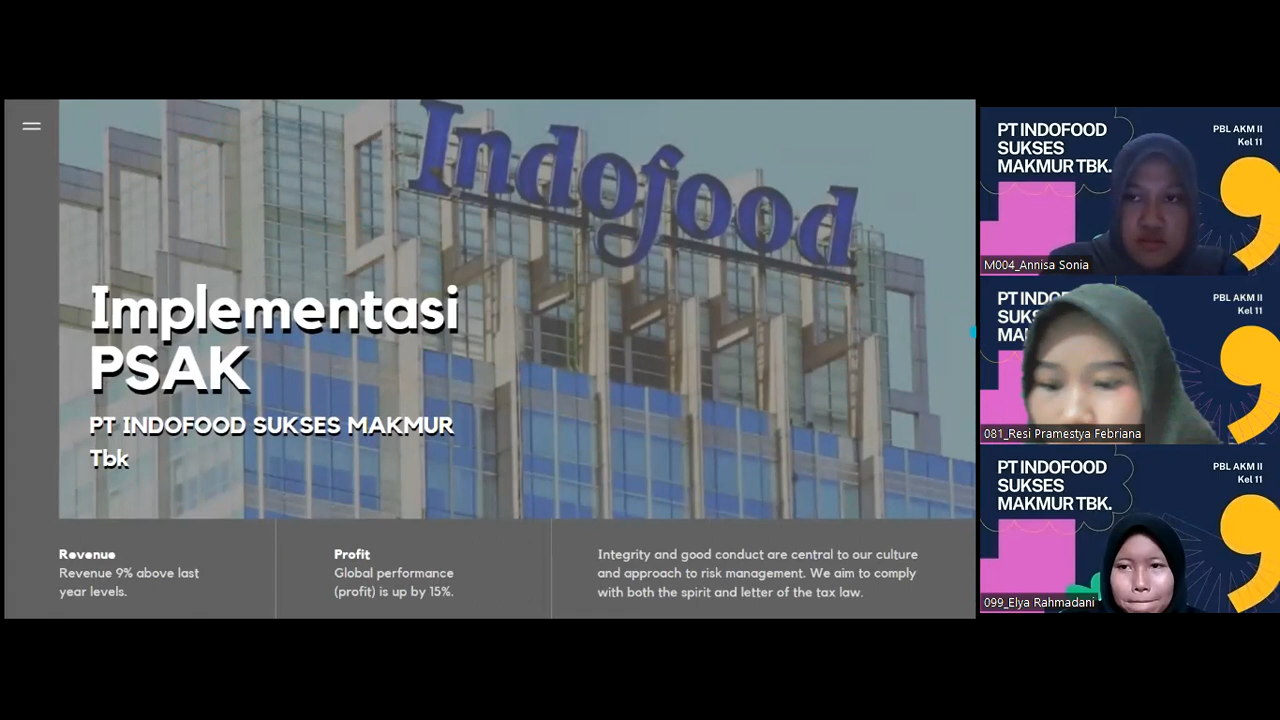 Indofood
Implementasi
PSAK
PT INDOFOOD SUKSES MAKMUR
Tbk
Revenue
Revenue 9% above last
year levels.
Profit
Global performance
(profit) is up by 15%.
Integrity and good conduct are central to our culture
and approach to risk management. We aim to comply
with both the spirit and letter of the tax law.
PT INDOFOOD
SUKSES
MAKMUR TBK.
PBL AKM II
Kel 11
M004_Annisa Sonia
PT INDO
SUKS
MA
PBL AKM II
Kel 11
081_Resi Pramestya Febriana
PT INDOFOOD
SUKSES
MAKMUR TBK.
PBL AKM II
Kel 11
099_Elya Rahmadani